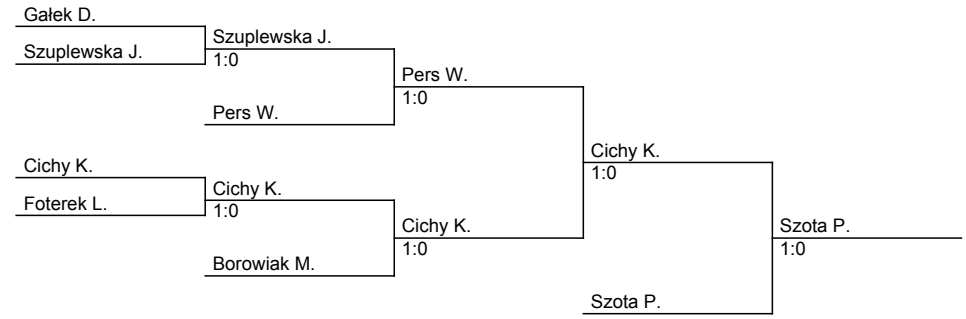 Gałek D.
Szuplewska J.
Szuplewska J.
1:0
Pers W.
Pers W.
1:0
Cichy K.
Foterek L.
Cichy K.
1:0
Borowiak M.
Cichy K.
1:0
Cichy K.
1:0
Szota P.
Szota P.
1:0